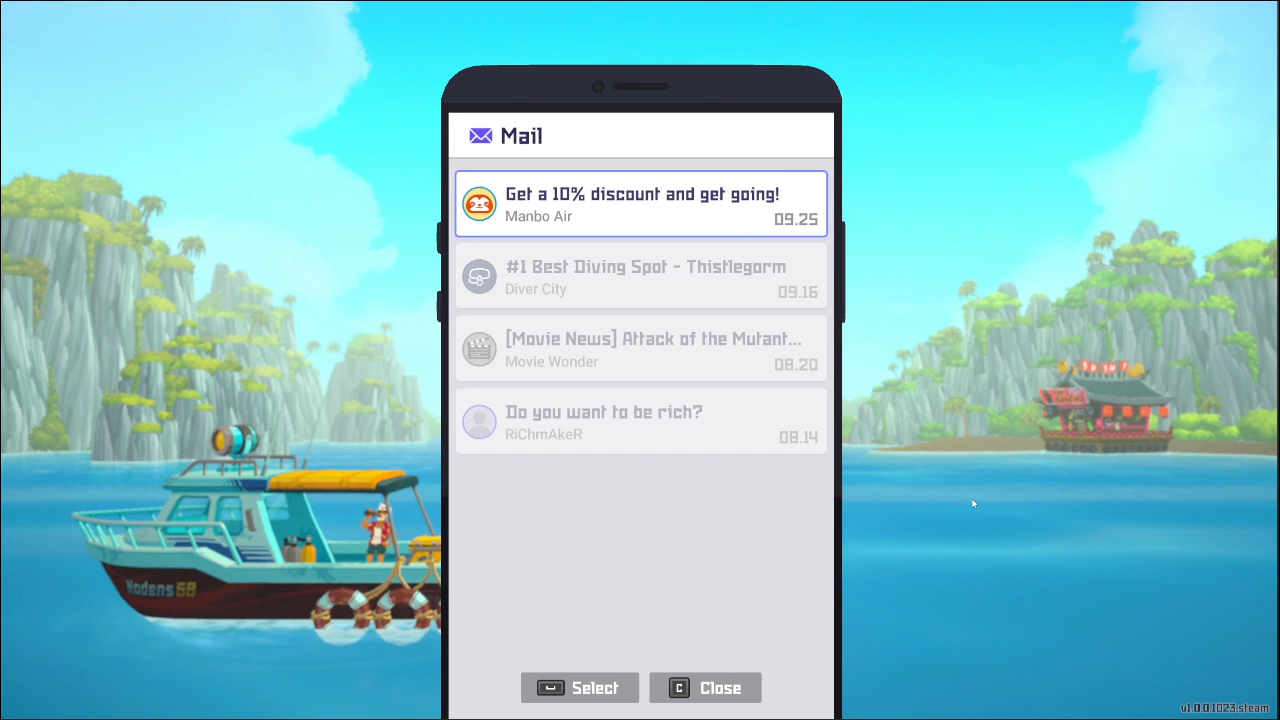 Mail
Get a 10% discount and get going!
Manbo Air
09.25
#1 Best Diving Spot - Thistlegorm
Diver City
09.16
[Movie News] Attack of the Mutant...
Movie Wonder
08.20
Do you want to be rich?
RiChmAkeR
08.14
Nodens68
Select
C Close
v1.0.0.1023.steam